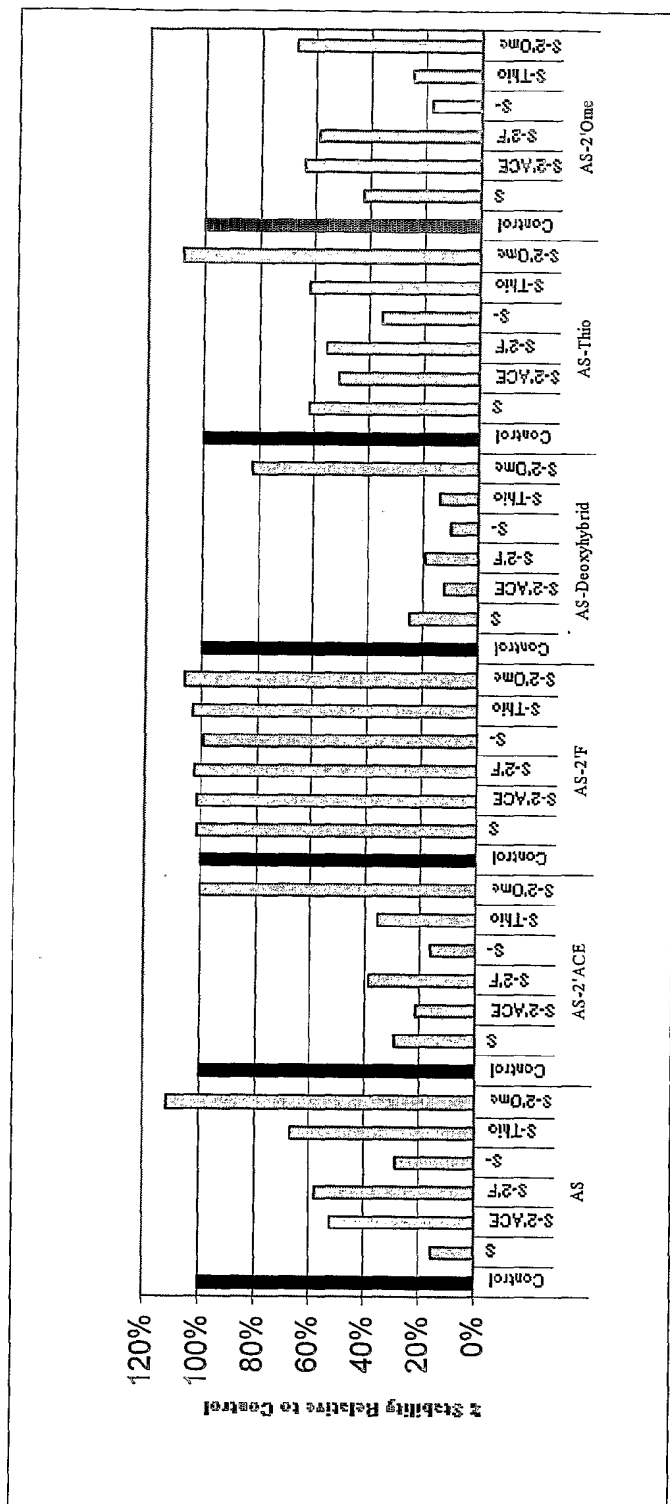 % Stability Relative to Control
120%
100%
80%
60%
40%
20%
0%
Control
S
S-2'ACE
S-2'F
S-
S-Thio
S-2'Ome
AS
Control
S
S-2'ACE
S-2'F
S-
S-Thio
S-2'Ome
AS-2'ACE
Control
S
S-2'ACE
S-2'F
S-
S-Thio
S-2'Ome
AS-2'F
Control
S
S-2'ACE
S-2'F
S-
S-Thio
S-2'Ome
AS-Deoxyhybrid
Control
S
S-2'ACE
S-2'F
S-
S-Thio
S-2'Ome
AS-Thio
Control
S
S-2'ACE
S-2'F
S-
S-Thio
S-2'Ome
AS-2'Ome